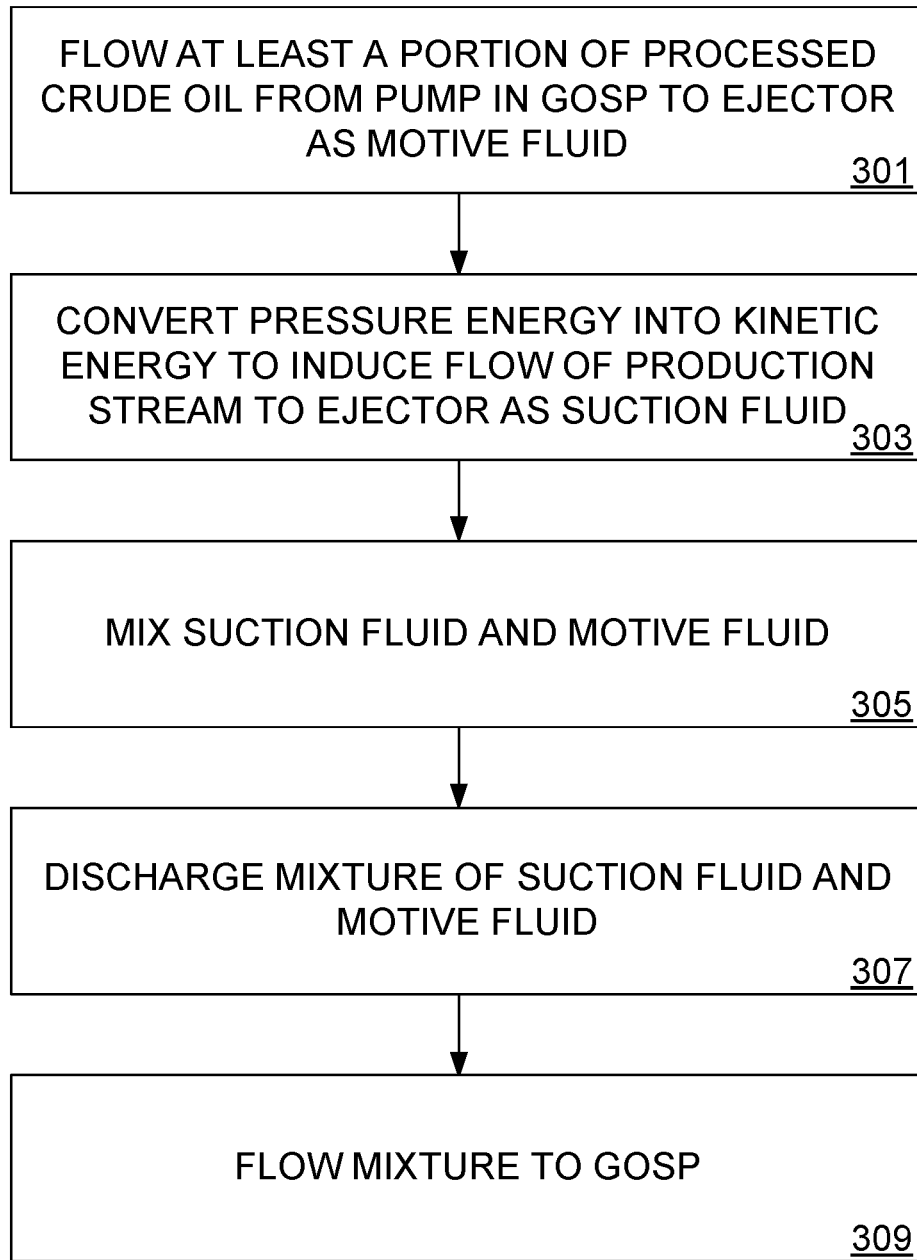 FLOW AT LEAST A PORTION OF PROCESSED
CRUDE OIL FROM PUMP IN GOSP TO EJECTOR
AS MOTIVE FLUID
301
CONVERT PRESSURE ENERGY INTO KINETIC
ENERGY TO INDUCE FLOW OF PRODUCTION
STREAM TO EJECTOR AS SUCTION FLUID
303
MIX SUCTION FLUID AND MOTIVE FLUID
305
DISCHARGE MIXTURE OF SUCTION FLUID AND
MOTIVE FLUID
307
FLOW MIXTURE TO GOSP
309